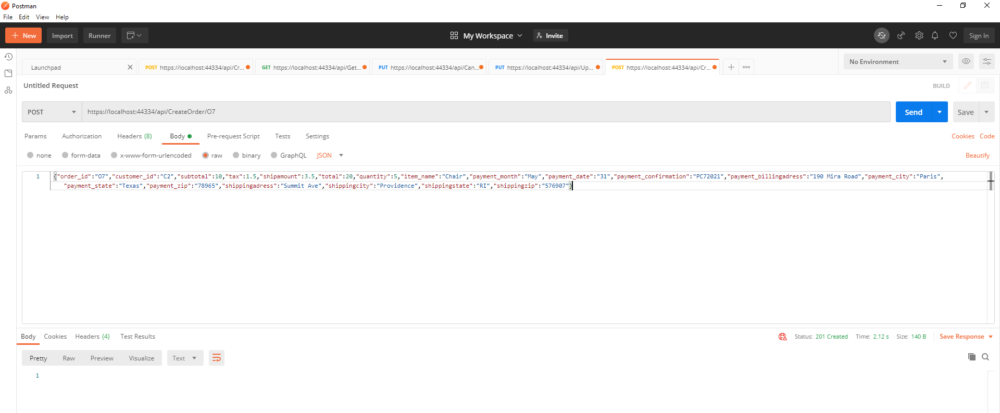 Postman
File Edit View Help
New Import Runner My Workspace Invite Sign In
Launchpad POST https://localhost:44334/api/Cr... GET https://localhost:44334/api/Get... PUT https://localhost:44334/api/Can... PUT https://localhost:44334/api/Up... POST https://localhost:44334/api/Cr... No Environment
Untitled Request BUILD
POST https://localhost:44334/api/CreateOrder/O7 Send Save
Params Authorization Headers (8) Body Pre-request Script Tests Settings Cookies Code
none form-data x-www-form-urlencoded raw binary GraphQL JSON Beautify
1 {"order_id":"O7","customer_id":"C2","subtotal":10,"tax":1.5,"shipamount":3.5,"total":20,"quantity":5,"item_name":"Chair","payment_month":"May","payment_date":"31","payment_confirmation":"PC72021","payment_billingadress":"190 Mira Road","payment_city":"Paris",
"payment_state":"Texas","payment_zip":"78965","shippingadress":"Summit Ave","shippingcity":"Providence","shippingstate":"RI","shippingzip":"576907"}
Body Cookies Headers (4) Test Results Status: 201 Created Time: 2.12 s Size: 140 B Save Response
Pretty Raw Preview Visualize Text
1